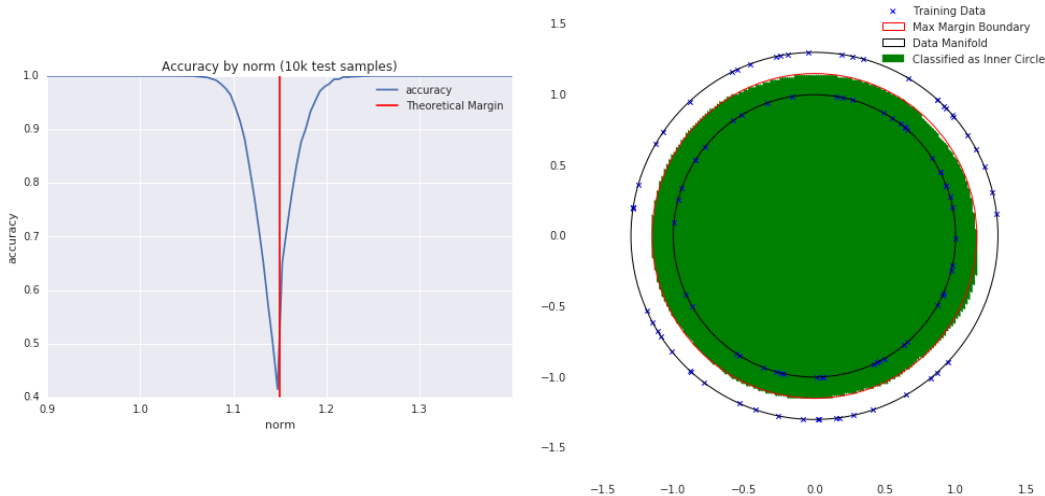 Accuracy by norm (10k test samples)
accuracy
Theoretical Margin
1.0
0.9
0.8
0.7
0.6
0.5
0.4
accuracy
0.9
1.0
1.1
1.2
1.3
norm
Training Data
Max Margin Boundary
Data Manifold
Classified as Inner Circle
1.5
1.0
0.5
0.0
−0.5
−1.0
−1.5
−1.5
−1.0
−0.5
0.0
0.5
1.0
1.5